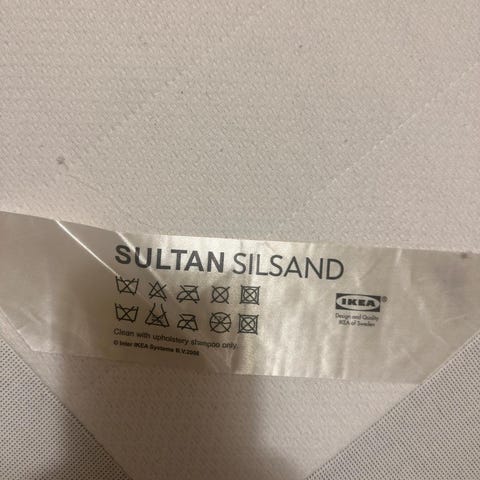 SULTAN SILSAND
IKEA
Design and Quality
IKEA of Sweden
Clean with upholstery shampoo only.
© Inter IKEA Systems B.V.2008